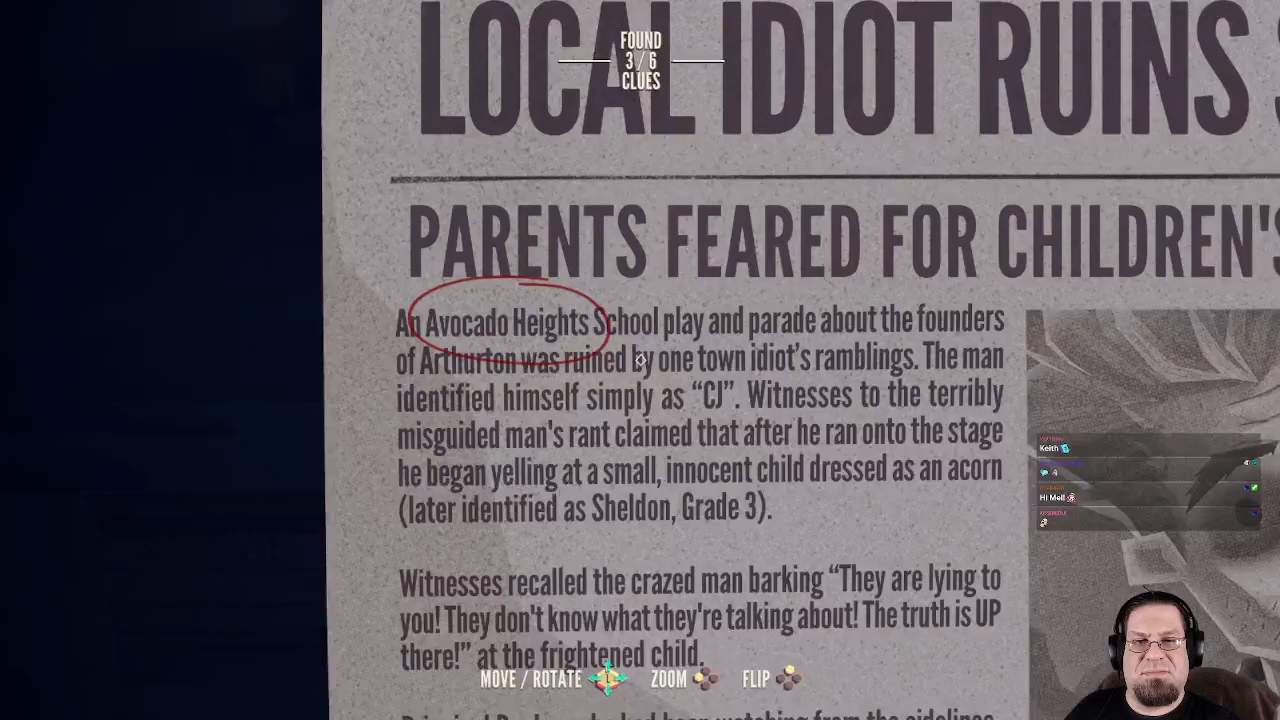 LOCAL IDIOT RUINS
FOUND
3 / 6
CLUES
PARENTS FEARED FOR CHILDREN'S
An Avocado Heights School play and parade about the founders
of Arthurton was ruined by one town idiot's ramblings. The man
identified himself simply as “CJ”. Witnesses to the terribly
misguided man's rant claimed that after he ran onto the stage
he began yelling at a small, innocent child dressed as an acorn
(later identified as Sheldon, Grade 3).
Witnesses recalled the crazed man barking “They are lying to
you! They don't know what they're talking about! The truth is UP
there!” at the frightened child.
Keith
Hi Mel!
MOVE / ROTATE
ZOOM
FLIP